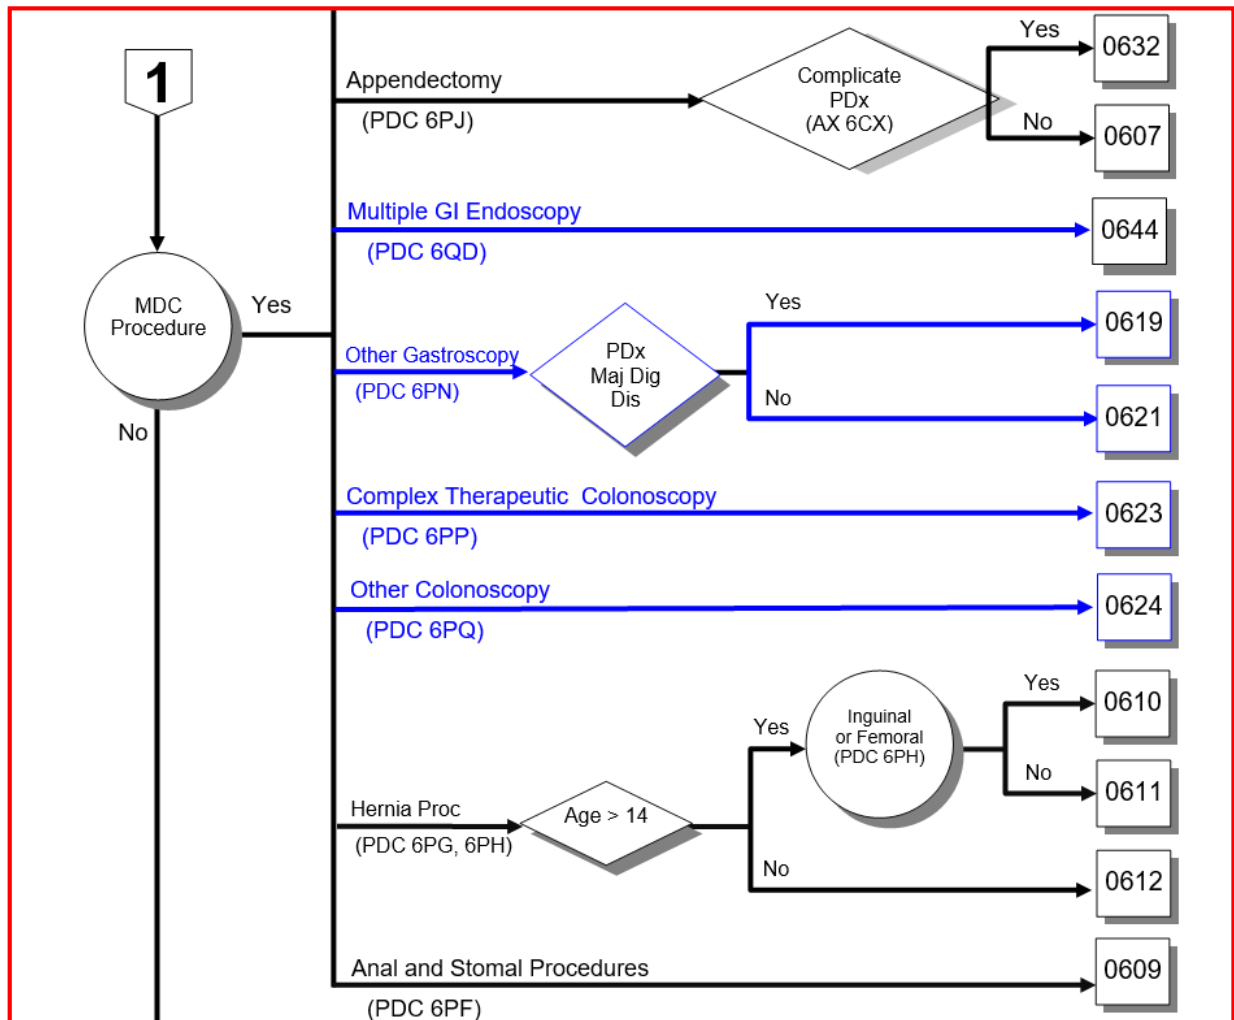 1
MDC
Procedure
Yes
No
Appendectomy
(PDC 6PJ)
Complicate
PDx
(AX 6CX)
Yes
0632
No
0607
Multiple GI Endoscopy
(PDC 6QD)
0644
Other Gastroscopy
(PDC 6PN)
PDx
Maj Dig
Dis
Yes
0619
No
0621
Complex Therapeutic Colonoscopy
(PDC 6PP)
0623
Other Colonoscopy
(PDC 6PQ)
0624
Hernia Proc
(PDC 6PG, 6PH)
Age > 14
Yes
Inguinal
or Femoral
(PDC 6PH)
Yes
0610
No
0611
No
0612
Anal and Stomal Procedures
(PDC 6PF)
0609